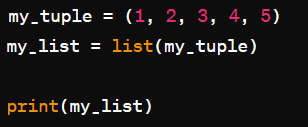 my_tuple = (1, 2, 3, 4, 5)
my_list = list(my_tuple)
print(my_list)